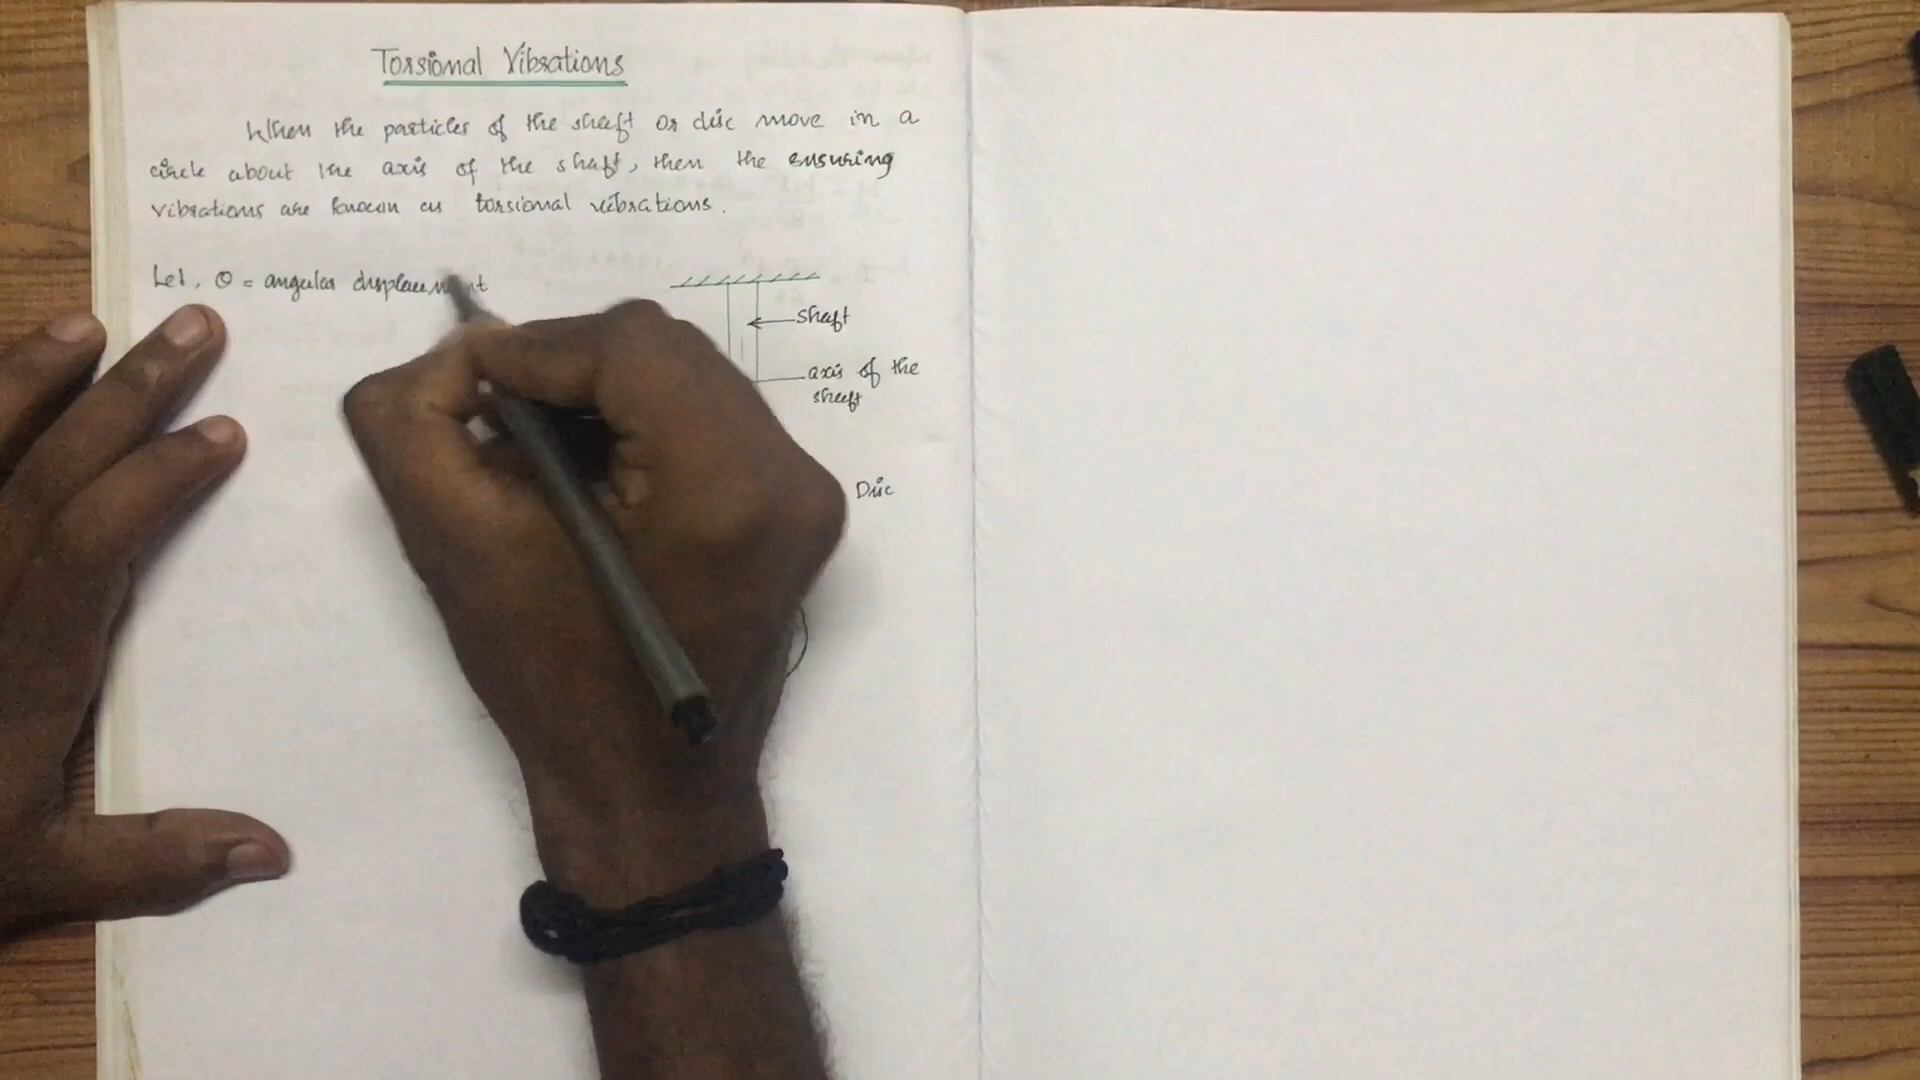 Torsional Vibrations
When the particles of the shaft or disc move in a
circle about the axis of the shaft, then the ensuring
vibrations are known as torsional vibrations.
Let, θ = angular displacement
shaft
axis of the
shaft
Disc